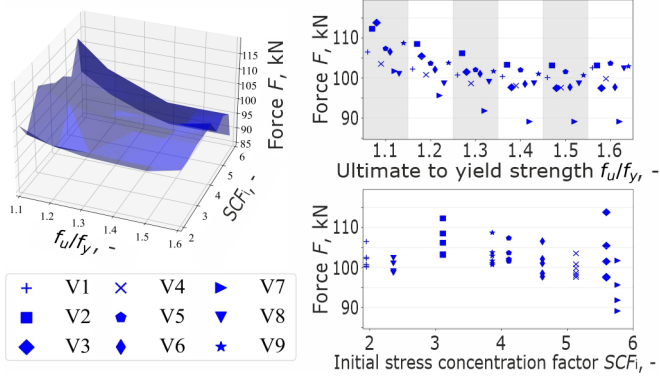 115
110
105
100
95
90
85
Force F, kN
6
5
4
3
2
SCFi, -
1.1
1.2
1.3
1.4
1.5
1.6
fu/fy, -
V1 V4 V7
V2 V5 V8
V3 V6 V9
Force F, kN
110
100
90
1.1 1.2 1.3 1.4 1.5 1.6
Ultimate to yield strength fu/fy, -
Force F, kN
110
100
90
2 3 4 5 6
Initial stress concentration factor SCFi, -